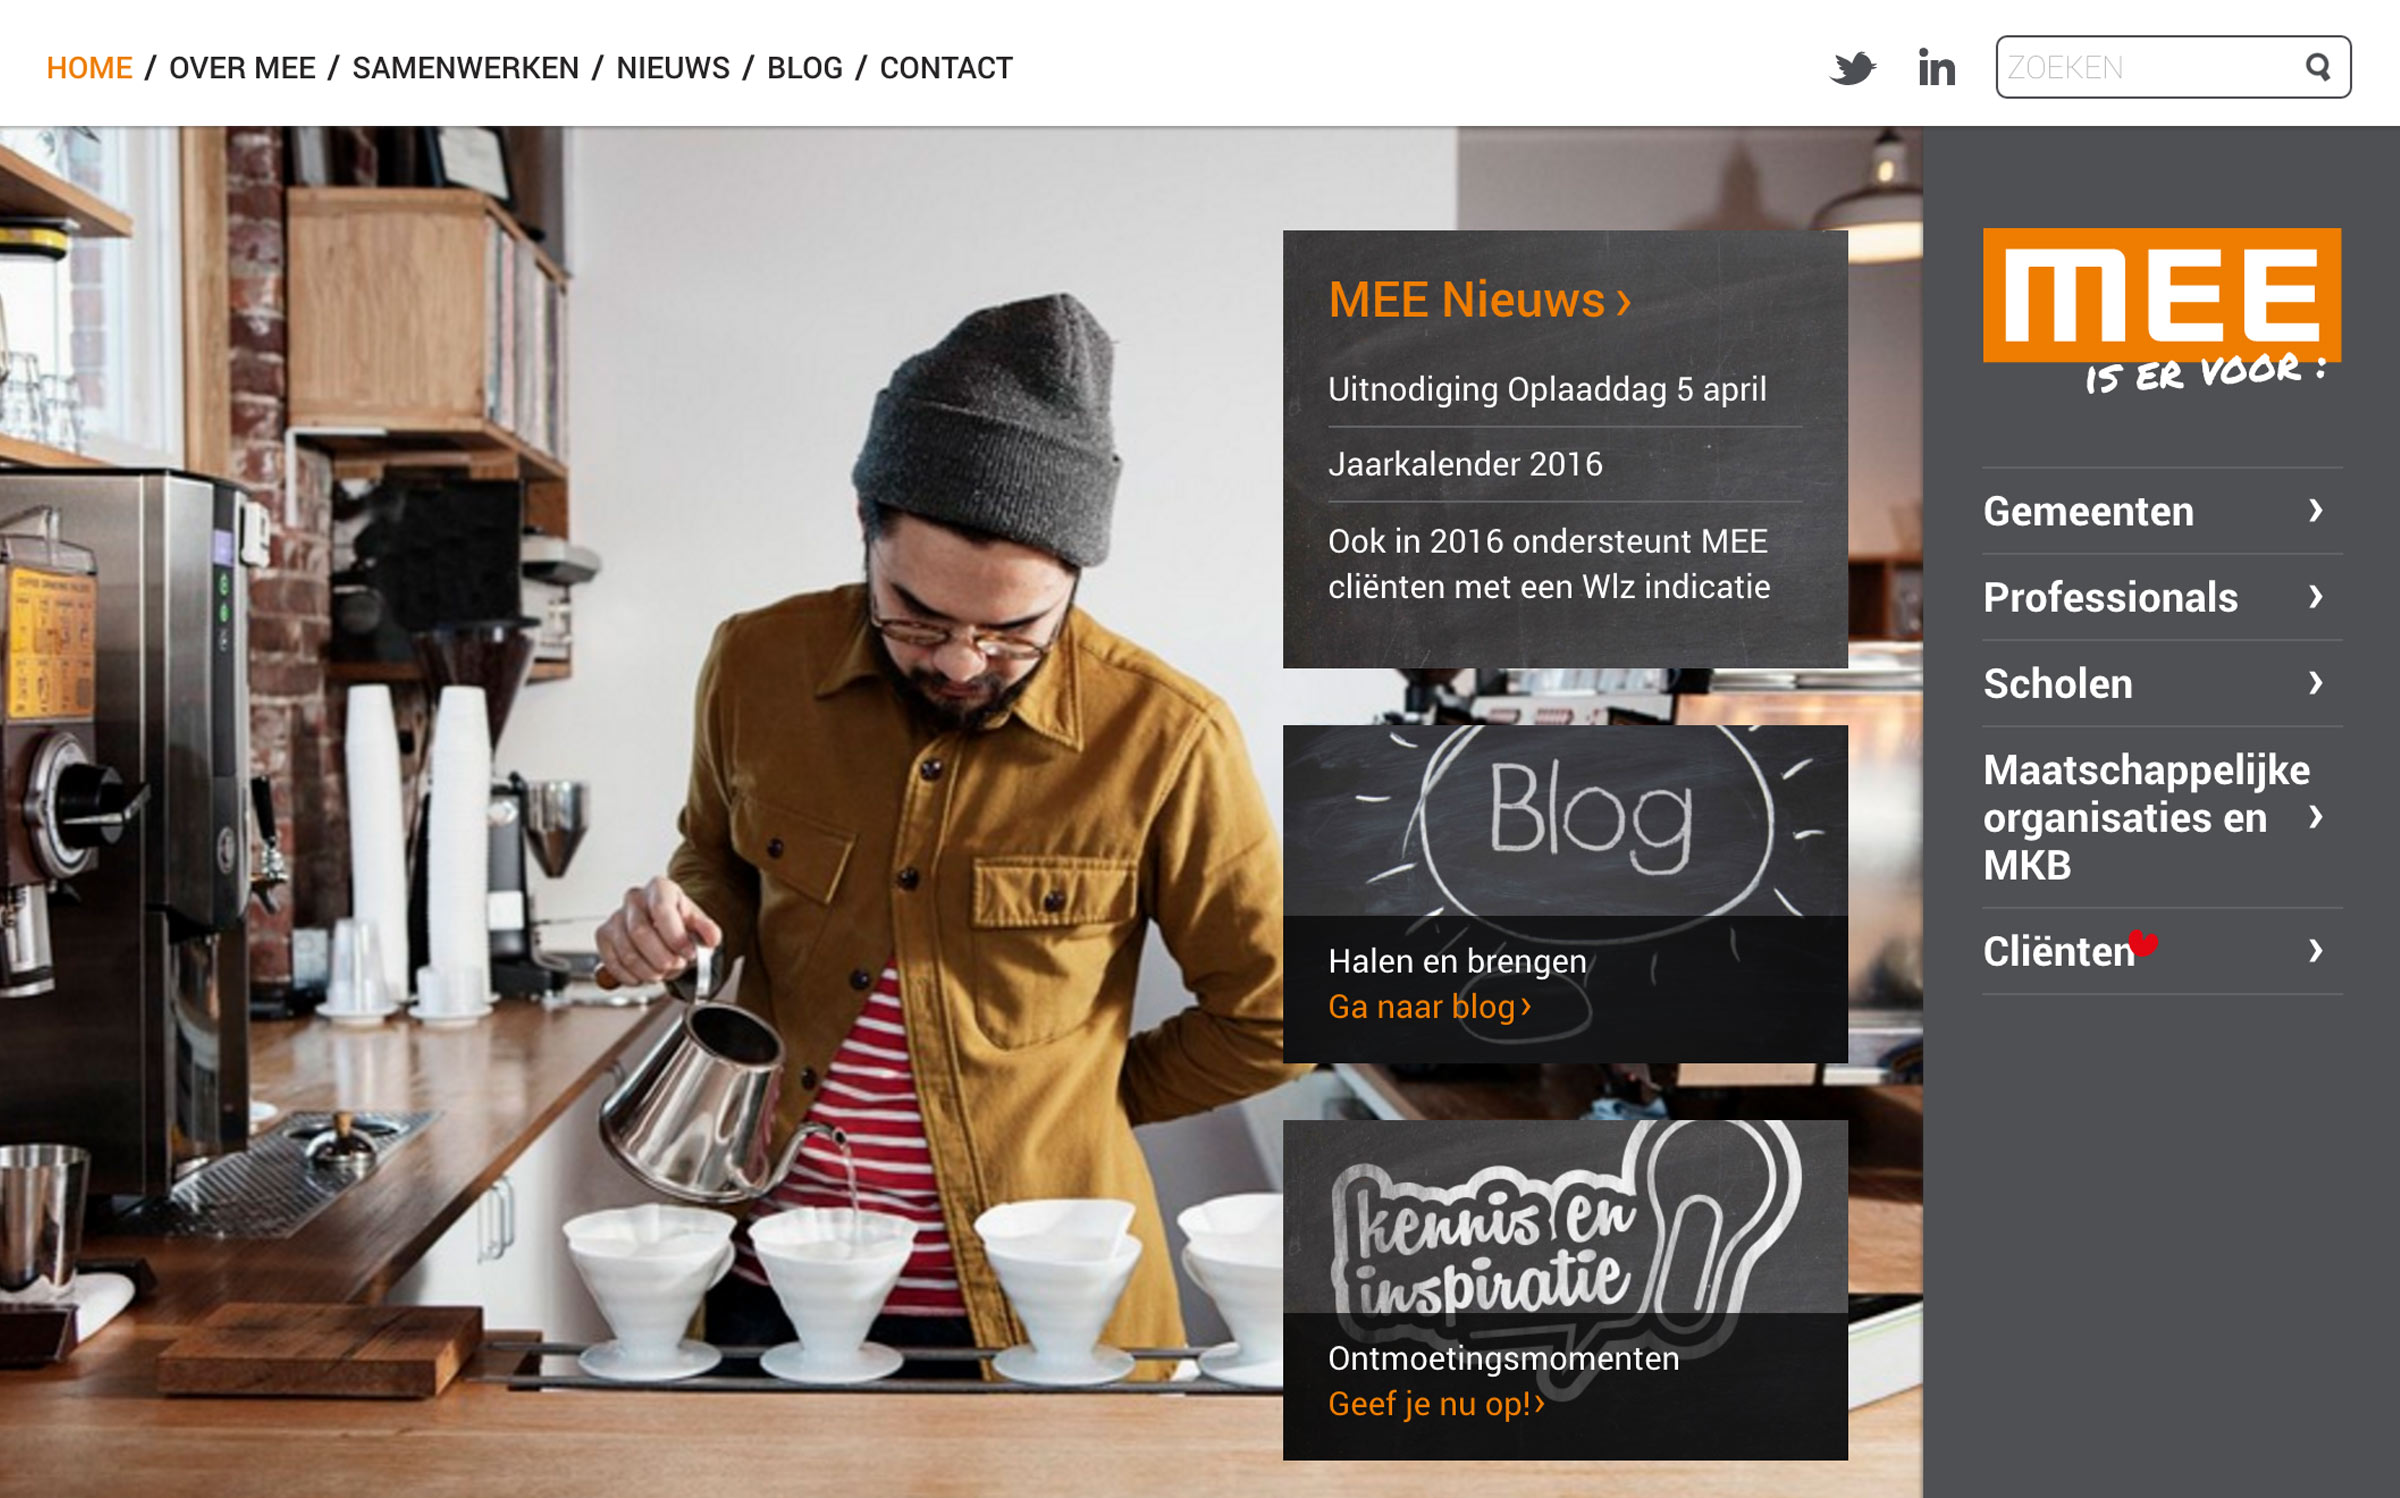 HOME / OVER MEE / SAMENWERKEN / NIEUWS / BLOG / CONTACT
in
ZOEKEN
MEE Nieuws ›
Uitnodiging Oplaaddag 5 april
Jaarkalender 2016
Ook in 2016 ondersteunt MEE
cliënten met een Wlz indicatie
Blog
Halen en brengen
Ga naar blog ›
kennis en
inspiratie
Ontmoetingsmomenten
Geef je nu op! ›
MEE
IS ER VOOR :
Gemeenten ›
Professionals ›
Scholen ›
Maatschappelijke
organisaties en ›
MKB
Cliënten ›